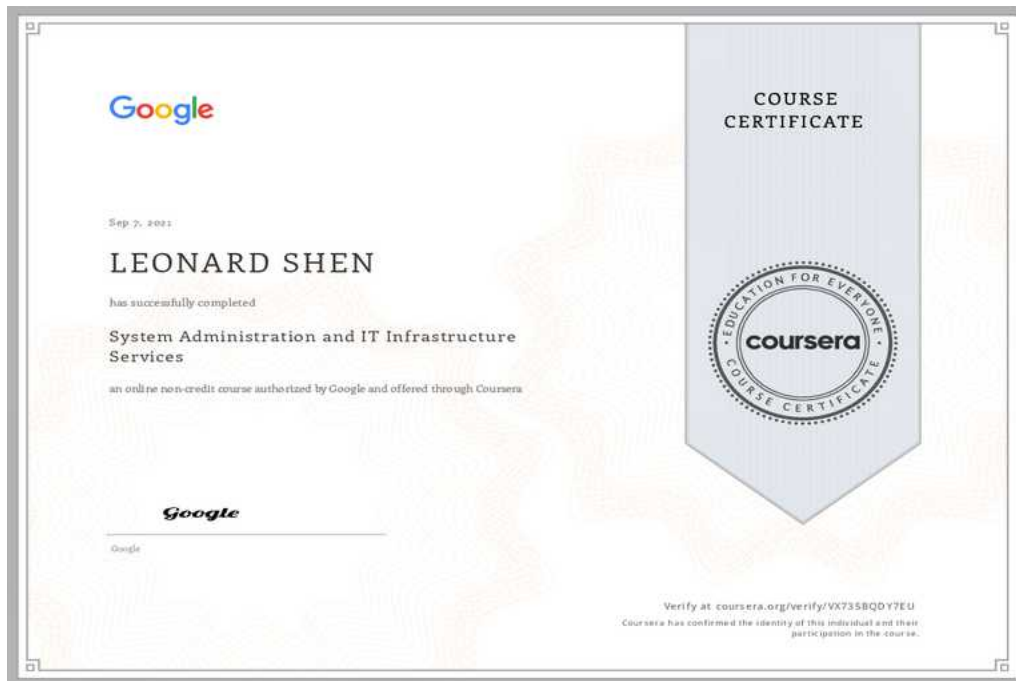 Google
COURSE
CERTIFICATE
Sep 7, 2021
LEONARD SHEN
has successfully completed
System Administration and IT Infrastructure
Services
an online non-credit course authorized by Google and offered through Coursera
EDUCATION FOR EVERYONE
coursera
COURSE CERTIFICATE
Google
Google
Verify at coursera.org/verify/VX73SBQDY7EU
Coursera has confirmed the identity of this individual and their
participation in the course.